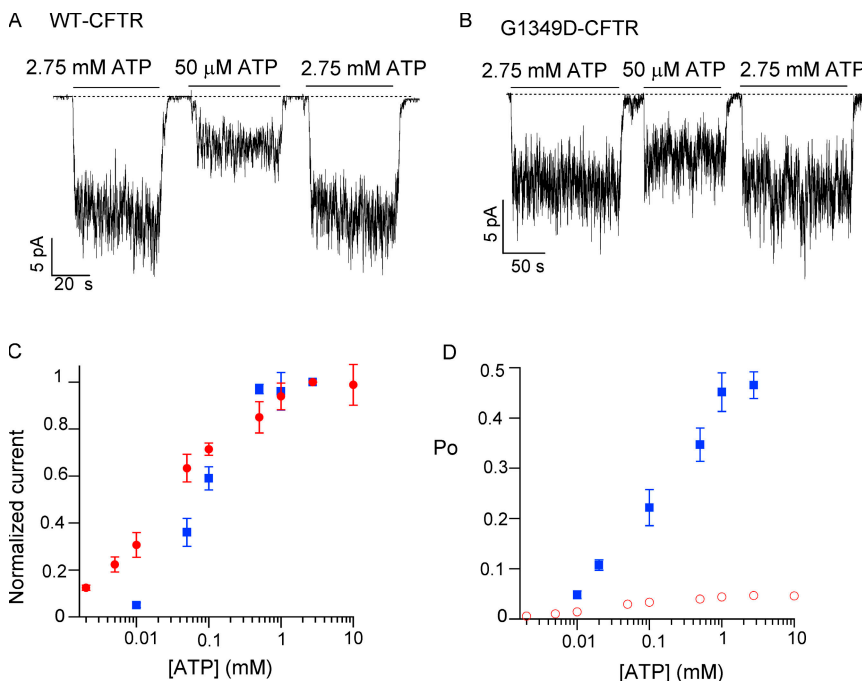 A WT-CFTR
2.75 mM ATP 50 μM ATP 2.75 mM ATP
5 pA
20 s
B G1349D-CFTR
2.75 mM ATP 50 μM ATP 2.75 mM ATP
5 pA
50 s
C
Normalized current
1
0.8
0.6
0.4
0.2
0
0.01 0.1 1 10
[ATP] (mM)
D
Po
0.5
0.4
0.3
0.2
0.1
0.0
0.01 0.1 1 10
[ATP] (mM)